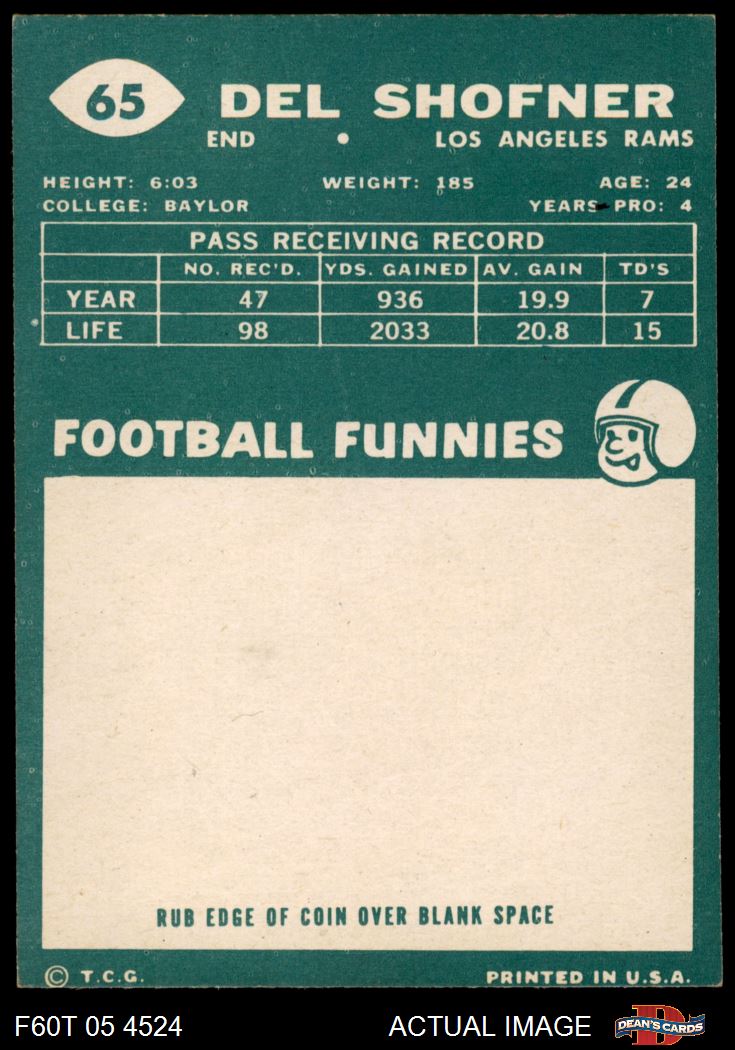 65 DEL SHOFNER
END • LOS ANGELES RAMS
HEIGHT: 6:03 WEIGHT: 185 AGE: 24
COLLEGE: BAYLOR YEARS PRO: 4
PASS RECEIVING RECORD
NO. REC'D. YDS. GAINED AV. GAIN TD'S
YEAR 47 936 19.9 7
LIFE 98 2033 20.8 15
FOOTBALL FUNNIES
RUB EDGE OF COIN OVER BLANK SPACE
© T.C.G. PRINTED IN U.S.A.
F60T 05 4524 ACTUAL IMAGE D DEAN'S CARDS